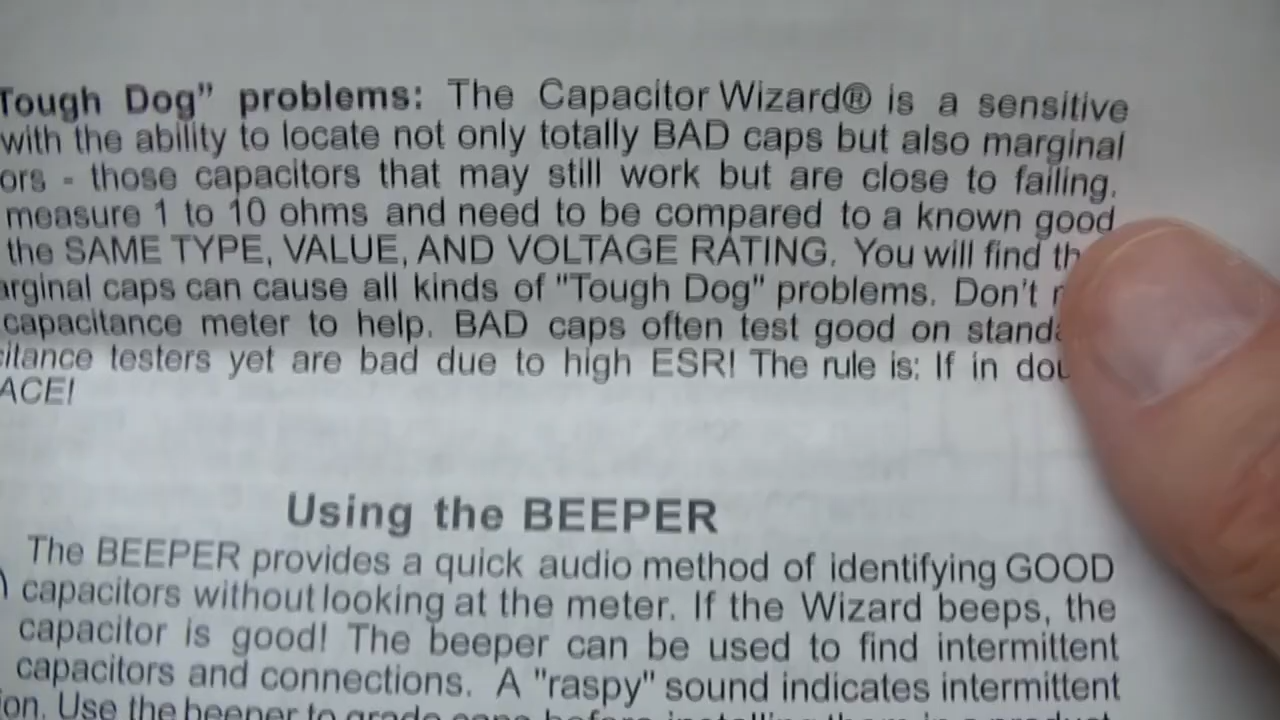 Tough Dog" problems: The Capacitor Wizard® is a sensitive
with the ability to locate not only totally BAD caps but also marginal
ors - those capacitors that may still work but are close to failing.
measure 1 to 10 ohms and need to be compared to a known good
the SAME TYPE, VALUE, AND VOLTAGE RATING. You will find th
arginal caps can cause all kinds of "Tough Dog" problems. Don't
capacitance meter to help. BAD caps often test good on standa
itance testers yet are bad due to high ESR! The rule is: If in dou
ACE!
Using the BEEPER
The BEEPER provides a quick audio method of identifying GOOD
capacitors without looking at the meter. If the Wizard beeps, the
capacitor is good! The beeper can be used to find intermittent
capacitors and connections. A "raspy" sound indicates intermittent
ion. Use the beeper to grade caps before installing them in a product.